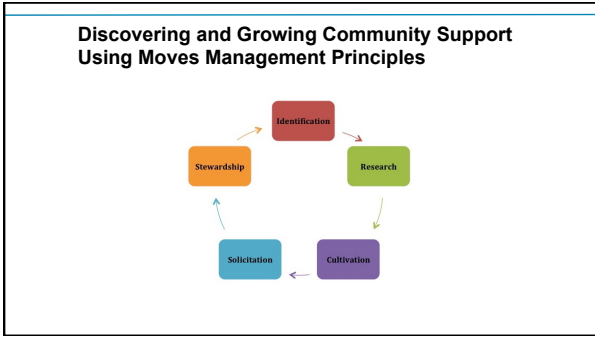 Discovering and Growing Community Support
Using Moves Management Principles
Identification
Research
Cultivation
Solicitation
Stewardship